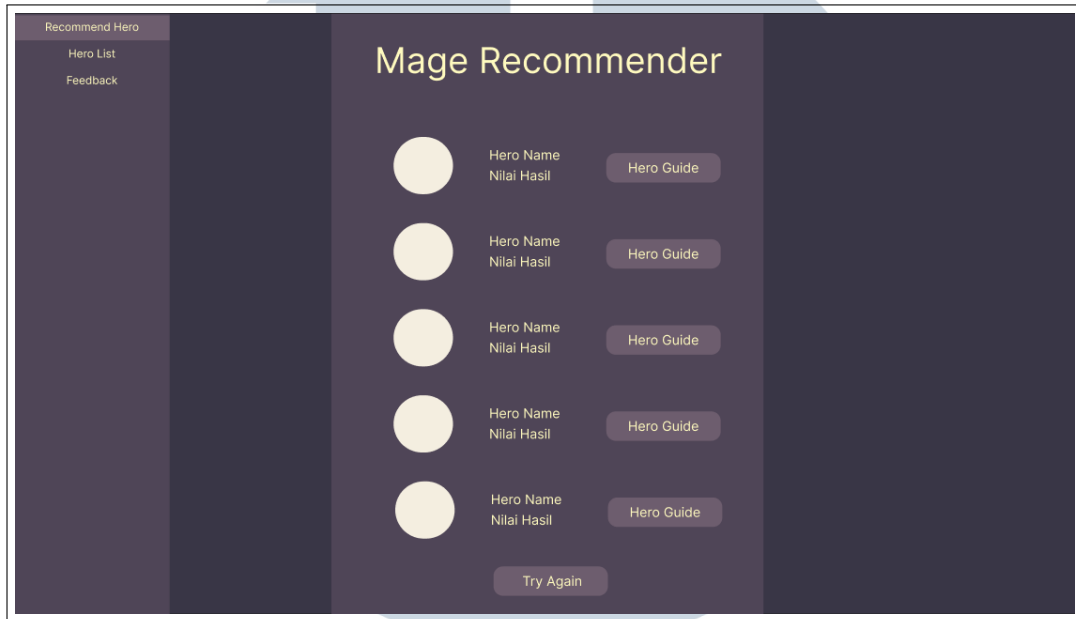 Recommend Hero
Hero List
Feedback
Mage Recommender
Hero Name
Nilai Hasil
Hero Guide
Hero Name
Nilai Hasil
Hero Guide
Hero Name
Nilai Hasil
Hero Guide
Hero Name
Nilai Hasil
Hero Guide
Hero Name
Nilai Hasil
Hero Guide
Try Again